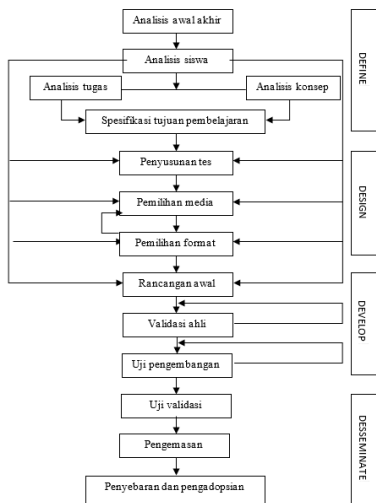 Analisis awal akhir
Analisis siswa
Analisis tugas
Analisis konsep
Spesifikasi tujuan pembelajaran
DEFINE
Penyusunan tes
Pemilihan media
Pemilihan format
Rancangan awal
DESIGN
Validasi ahli
Uji pengembangan
DEVELOP
Uji validasi
Pengemasan
Penyebaran dan pengadopsian
DESSEMINATE